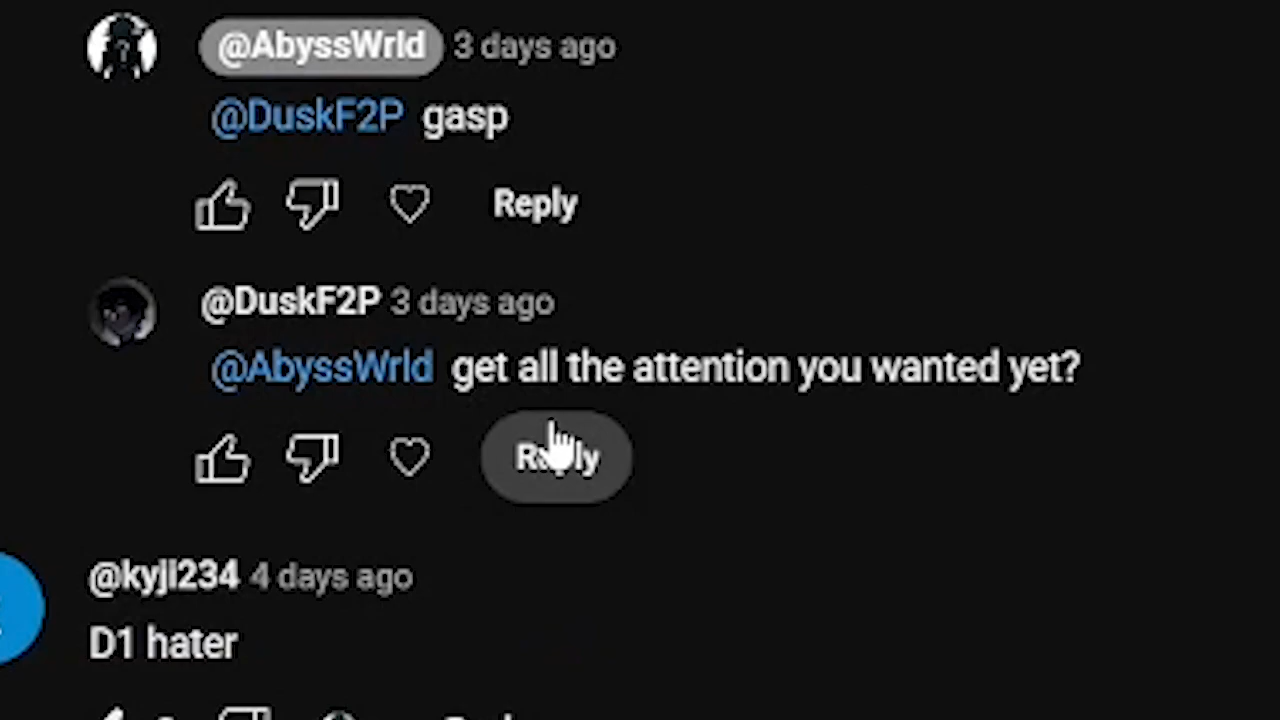 @AbyssWrld 3 days ago
@DuskF2P gasp
Reply
@DuskF2P 3 days ago
@AbyssWrld get all the attention you wanted yet?
Reply
@kyji234 4 days ago
D1 hater